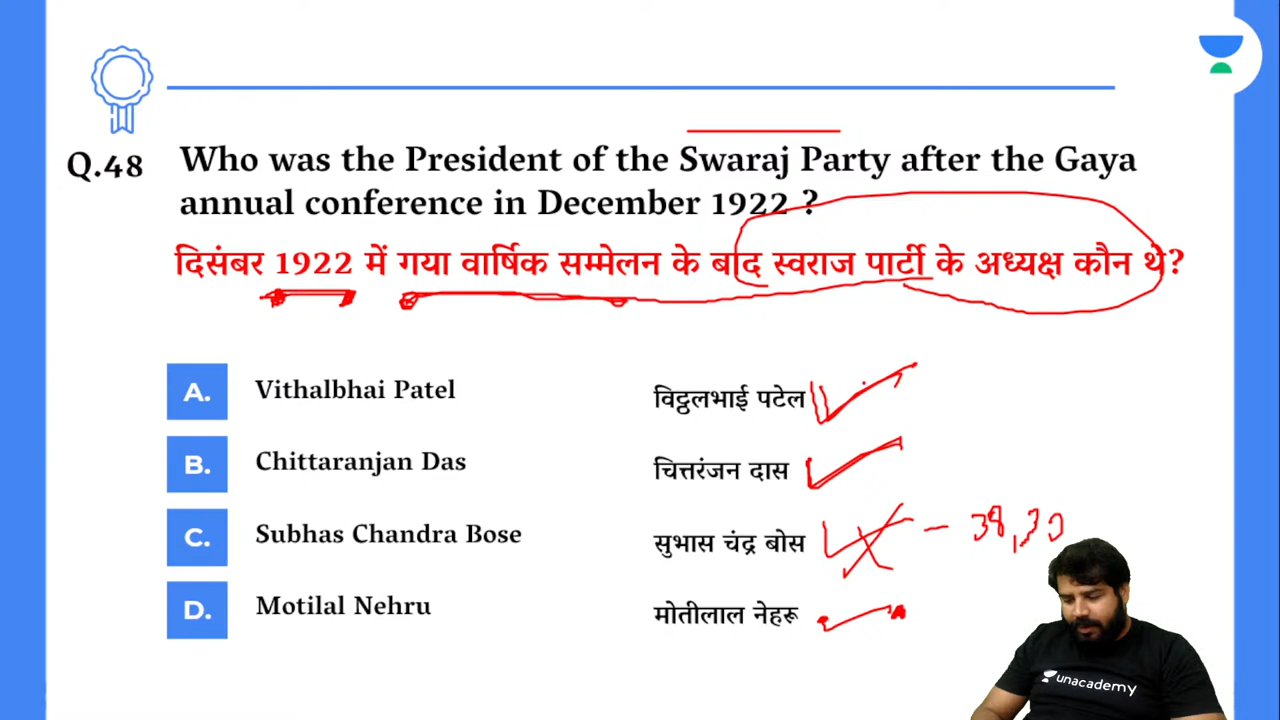 Q.48 Who was the President of the Swaraj Party after the Gaya
annual conference in December 1922 ?
दिसंबर 1922 में गया वार्षिक सम्मेलन के बाद स्वराज पार्टी के अध्यक्ष कौन थे?
A. Vithalbhai Patel विट्ठलभाई पटेल
B. Chittaranjan Das चित्तरंजन दास
C. Subhas Chandra Bose सुभास चंद्र बोस
D. Motilal Nehru मोतीलाल नेहरू
unacademy